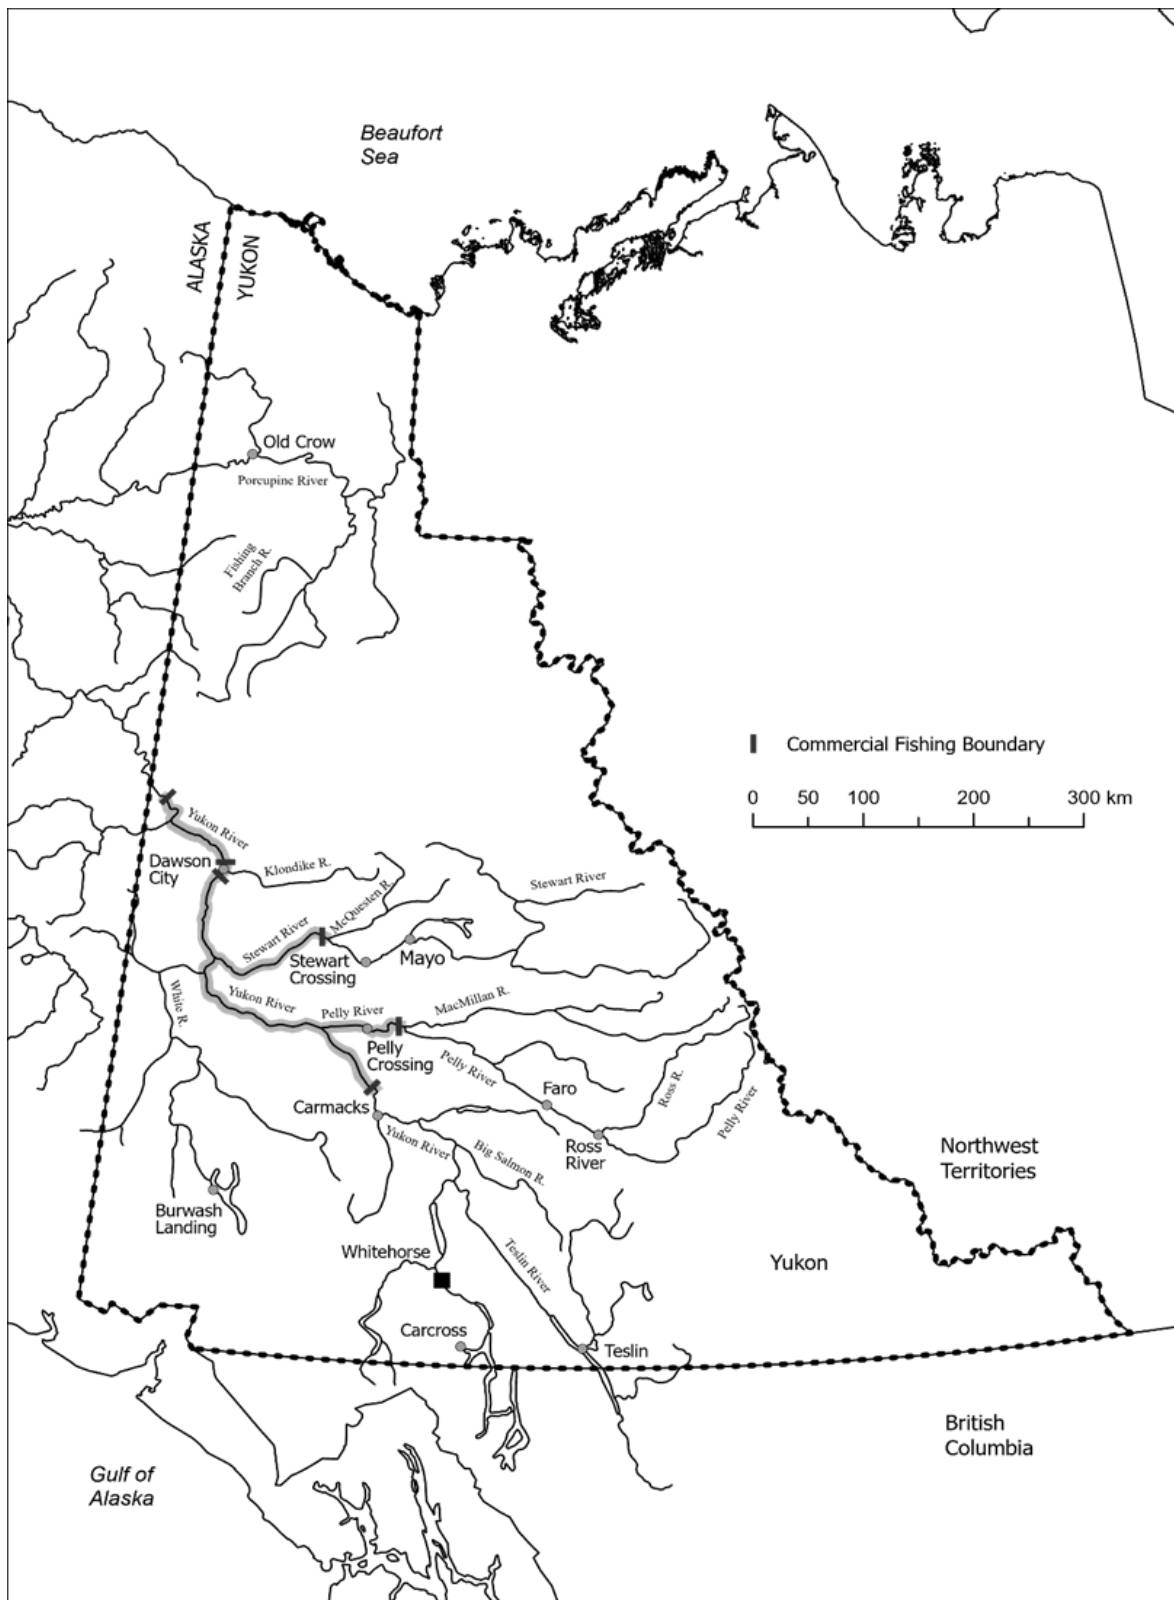 Beaufort
Sea
ALASKA
YUKON
Old Crow
Porcupine River
Fishing
Branch R.
Commercial Fishing Boundary
0 50 100 200 300 km
Yukon River
Dawson
City
Klondike R.
McQuesten R.
Stewart River
Stewart River
Stewart
Crossing
Mayo
White R.
Yukon River
Pelly River
MacMillan R.
Pelly
Crossing
Pelly River
Faro
Ross R.
Pelly River
Carmacks
Yukon River
Ross
River
Big Salmon R.
Northwest
Territories
Burwash
Landing
Whitehorse
Teslin River
Yukon
Carcross
Teslin
British
Columbia
Gulf of
Alaska